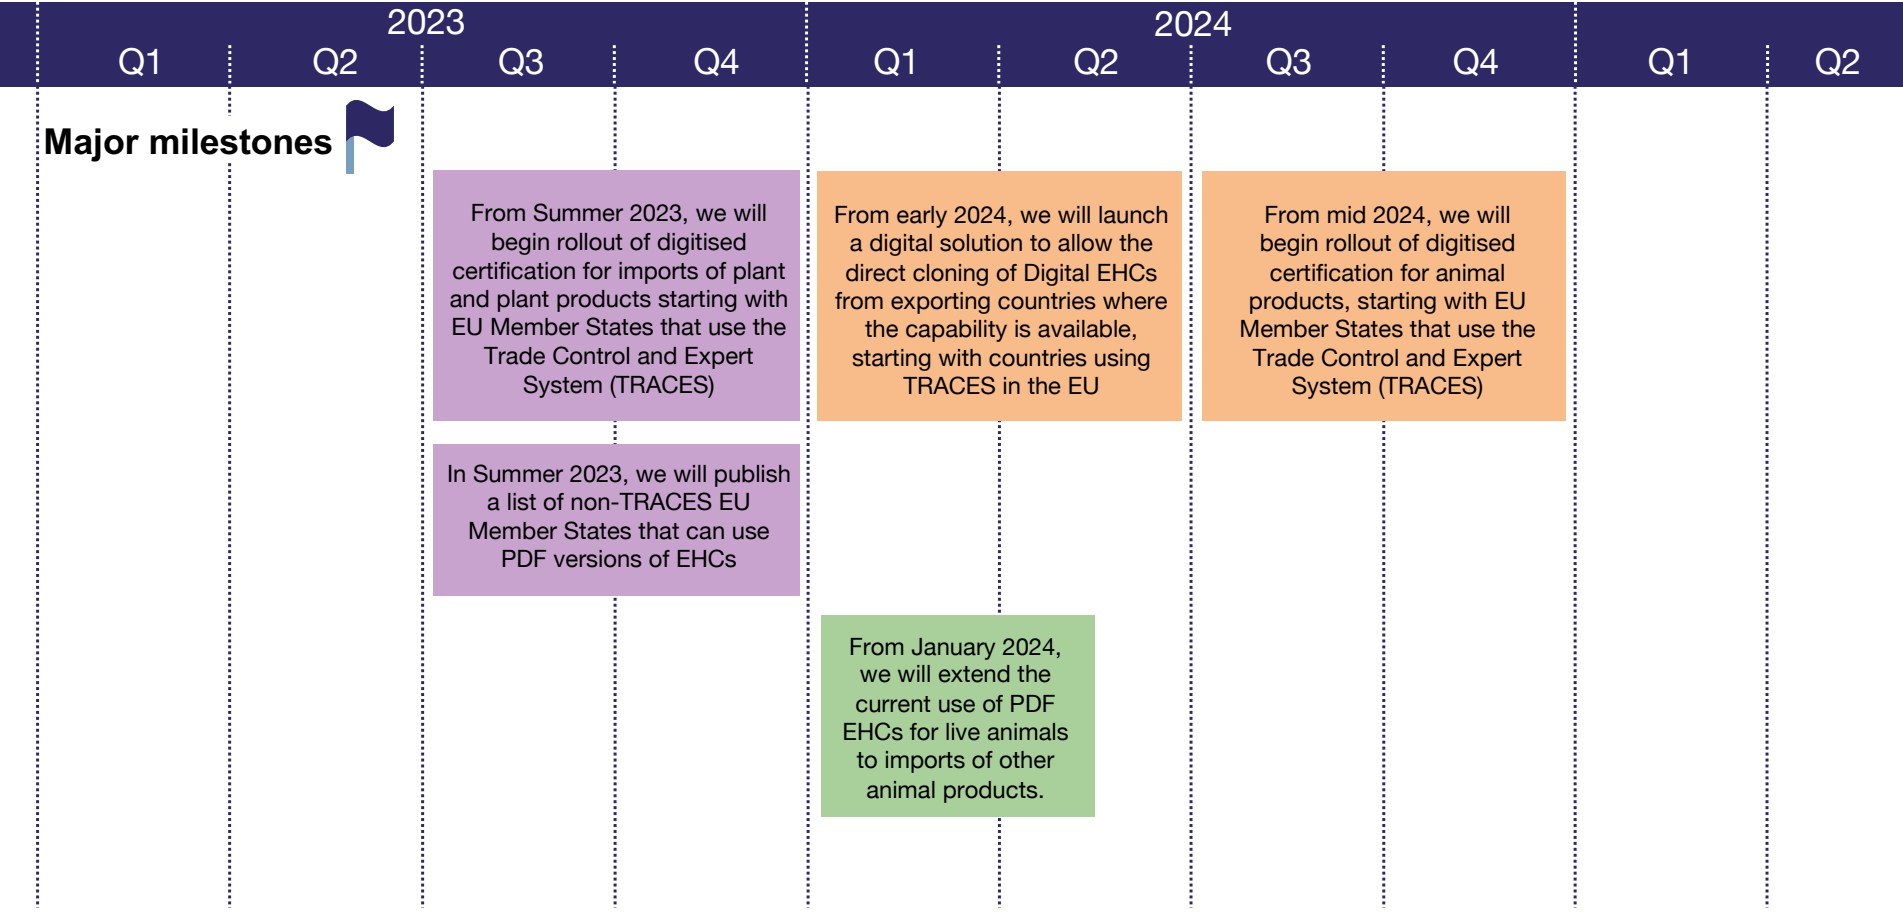 2023
2024
Q1 Q2 Q3 Q4 Q1 Q2 Q3 Q4 Q1 Q2
Major milestones
From Summer 2023, we will
begin rollout of digitised
certification for imports of plant
and plant products starting with
EU Member States that use the
Trade Control and Expert
System (TRACES)
From early 2024, we will launch
a digital solution to allow the
direct cloning of Digital EHCs
from exporting countries where
the capability is available,
starting with countries using
TRACES in the EU
From mid 2024, we will
begin rollout of digitised
certification for animal
products, starting with EU
Member States that use the
Trade Control and Expert
System (TRACES)
In Summer 2023, we will publish
a list of non-TRACES EU
Member States that can use
PDF versions of EHCs
From January 2024,
we will extend the
current use of PDF
EHCs for live animals
to imports of other
animal products.